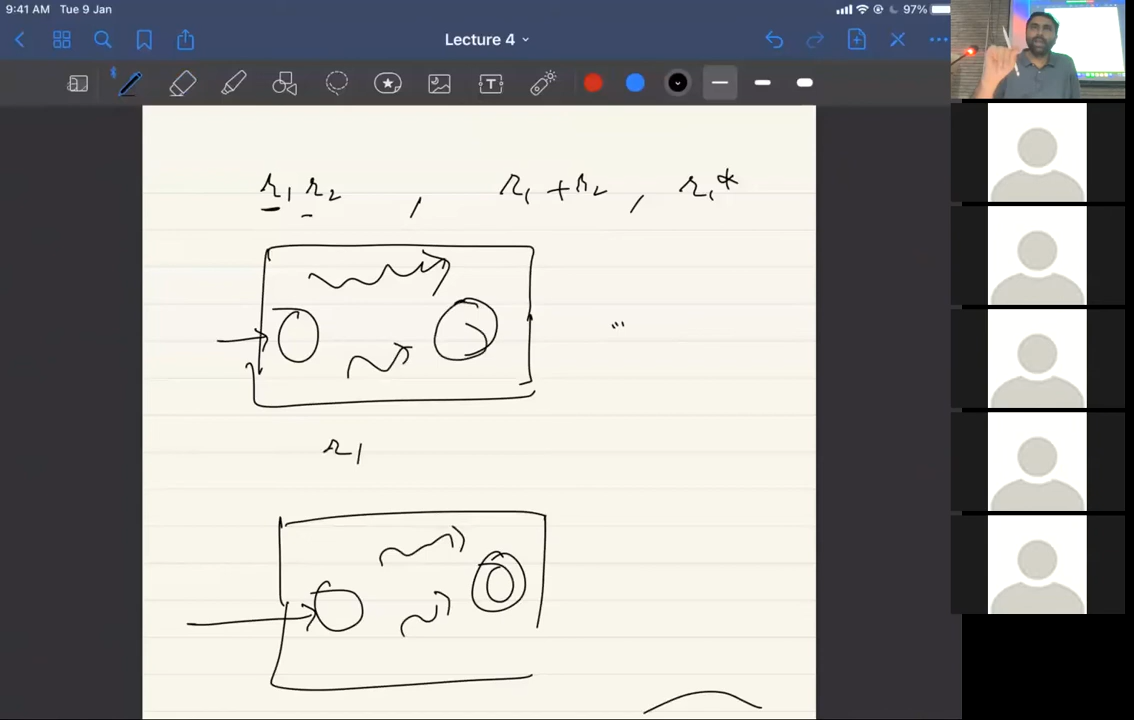 9:41 AM Tue 9 Jan 97%
Lecture 4
T
r₁ r₂ , r₁ + r₂ , r₁*
r₁